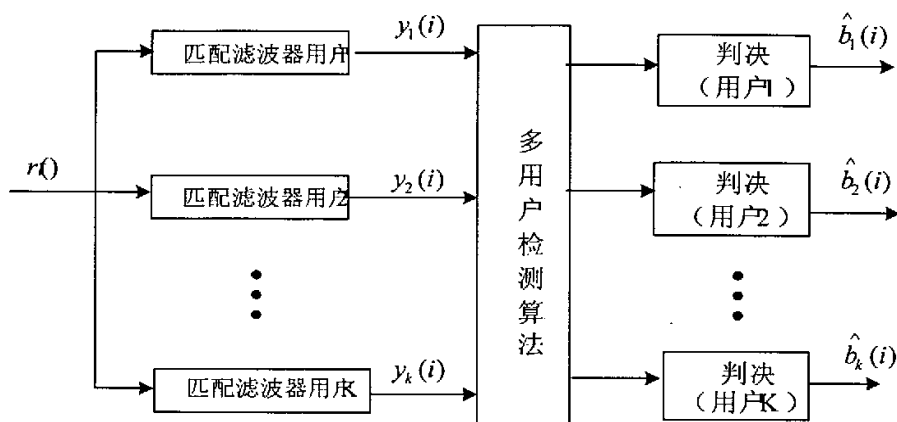 匹配滤波器用户1
y₁(i)
判决
(用户1)
b̂₁(i)
r()
匹配滤波器用户2
y₂(i)
多用户检测算法
判决
(用户2)
b̂₂(i)
匹配滤波器用户K
yₖ(i)
判决
(用户K)
b̂ₖ(i)